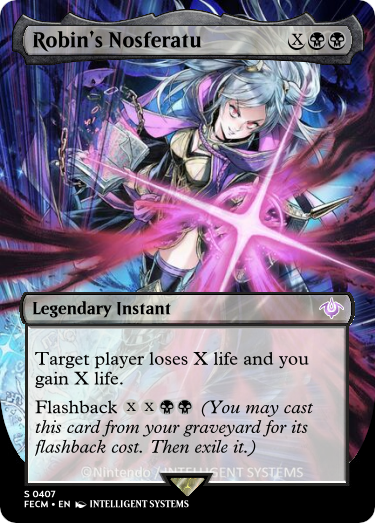 Robin's Nosferatu X
Legendary Instant
Target player loses X life and you
gain X life.
Flashback X X (You may cast
this card from your graveyard for its
flashback cost. Then exile it.)
©Nintendo / INTELLIGENT SYSTEMS
S 0407
FECM • EN INTELLIGENT SYSTEMS